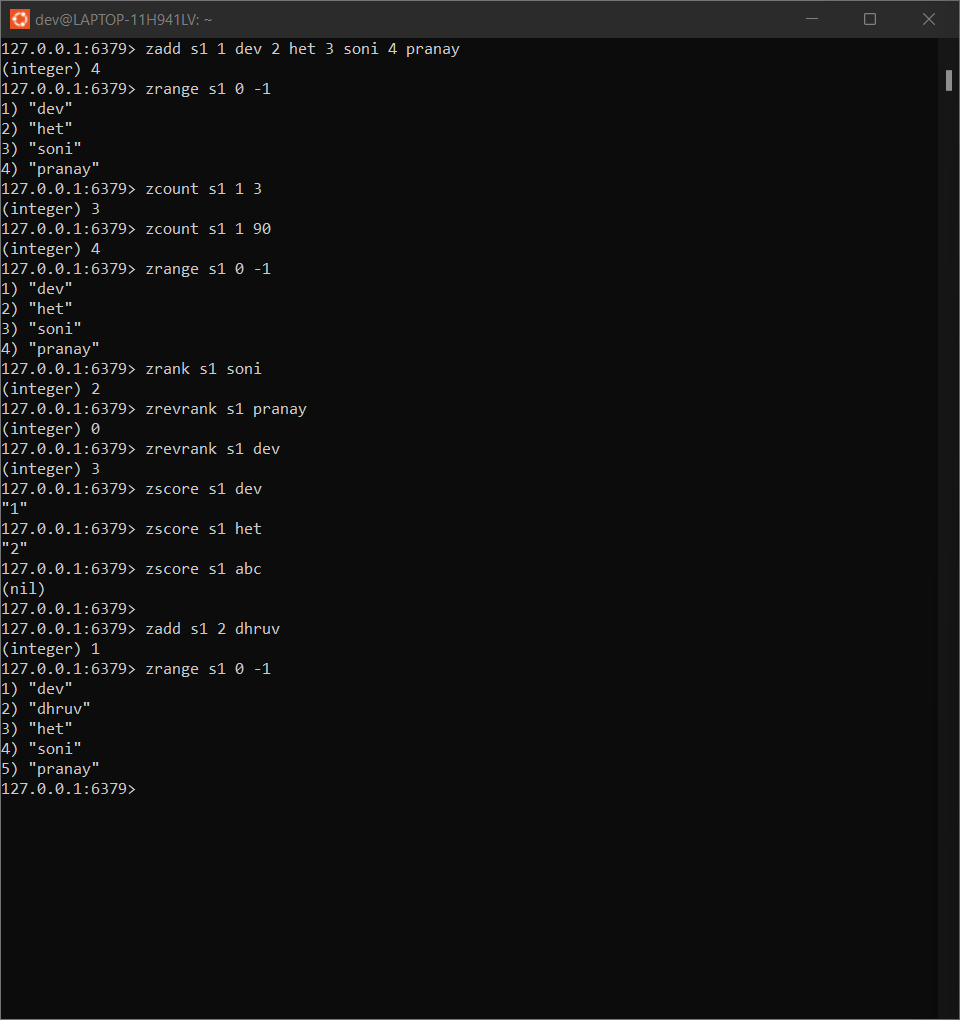 dev@LAPTOP-11H941LV: ~
127.0.0.1:6379> zadd s1 1 dev 2 het 3 soni 4 pranay
(integer) 4
127.0.0.1:6379> zrange s1 0 -1
1) "dev"
2) "het"
3) "soni"
4) "pranay"
127.0.0.1:6379> zcount s1 1 3
(integer) 3
127.0.0.1:6379> zcount s1 1 90
(integer) 4
127.0.0.1:6379> zrange s1 0 -1
1) "dev"
2) "het"
3) "soni"
4) "pranay"
127.0.0.1:6379> zrank s1 soni
(integer) 2
127.0.0.1:6379> zrevrank s1 pranay
(integer) 0
127.0.0.1:6379> zrevrank s1 dev
(integer) 3
127.0.0.1:6379> zscore s1 dev
"1"
127.0.0.1:6379> zscore s1 het
"2"
127.0.0.1:6379> zscore s1 abc
(nil)
127.0.0.1:6379>
127.0.0.1:6379> zadd s1 2 dhruv
(integer) 1
127.0.0.1:6379> zrange s1 0 -1
1) "dev"
2) "dhruv"
3) "het"
4) "soni"
5) "pranay"
127.0.0.1:6379>